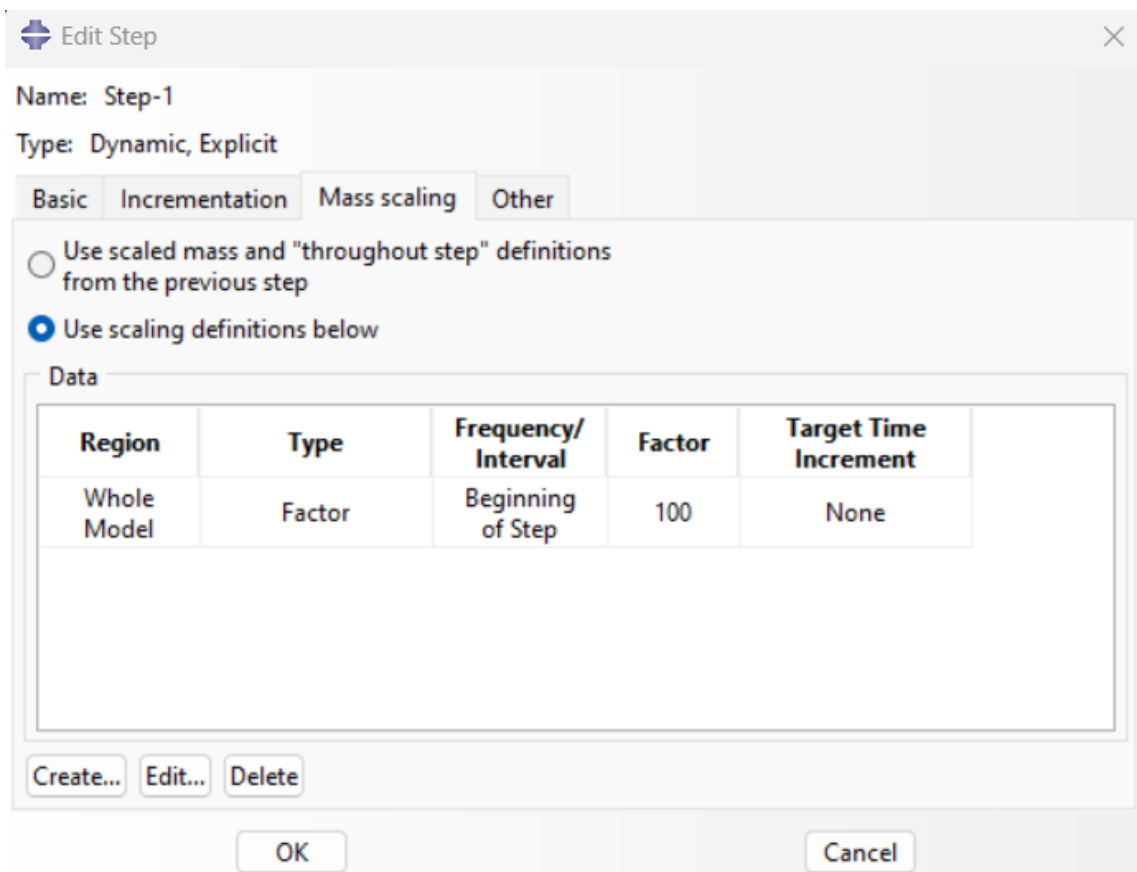 Edit Step
Name: Step-1
Type: Dynamic, Explicit
Basic Incrementation Mass scaling Other
Use scaled mass and "throughout step" definitions
from the previous step
Use scaling definitions below
Data
Region Type Frequency/
Interval Factor Target Time
Increment
Whole
Model Factor Beginning
of Step 100 None
Create... Edit... Delete
OK Cancel